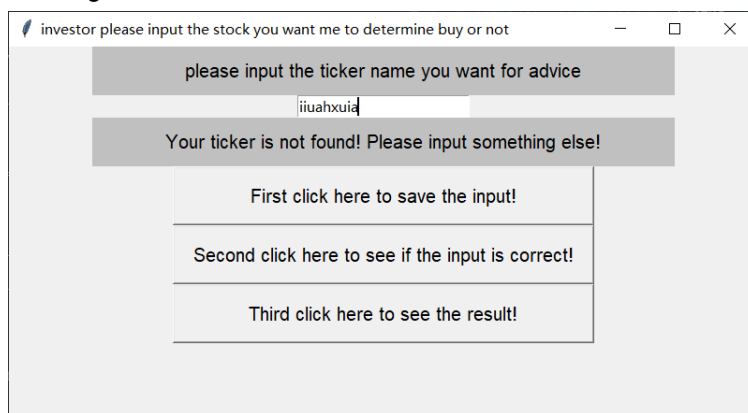 investor please input the stock you want me to determine buy or not
please input the ticker name you want for advice
iiuahxuia
Your ticker is not found! Please input something else!
First click here to save the input!
Second click here to see if the input is correct!
Third click here to see the result!